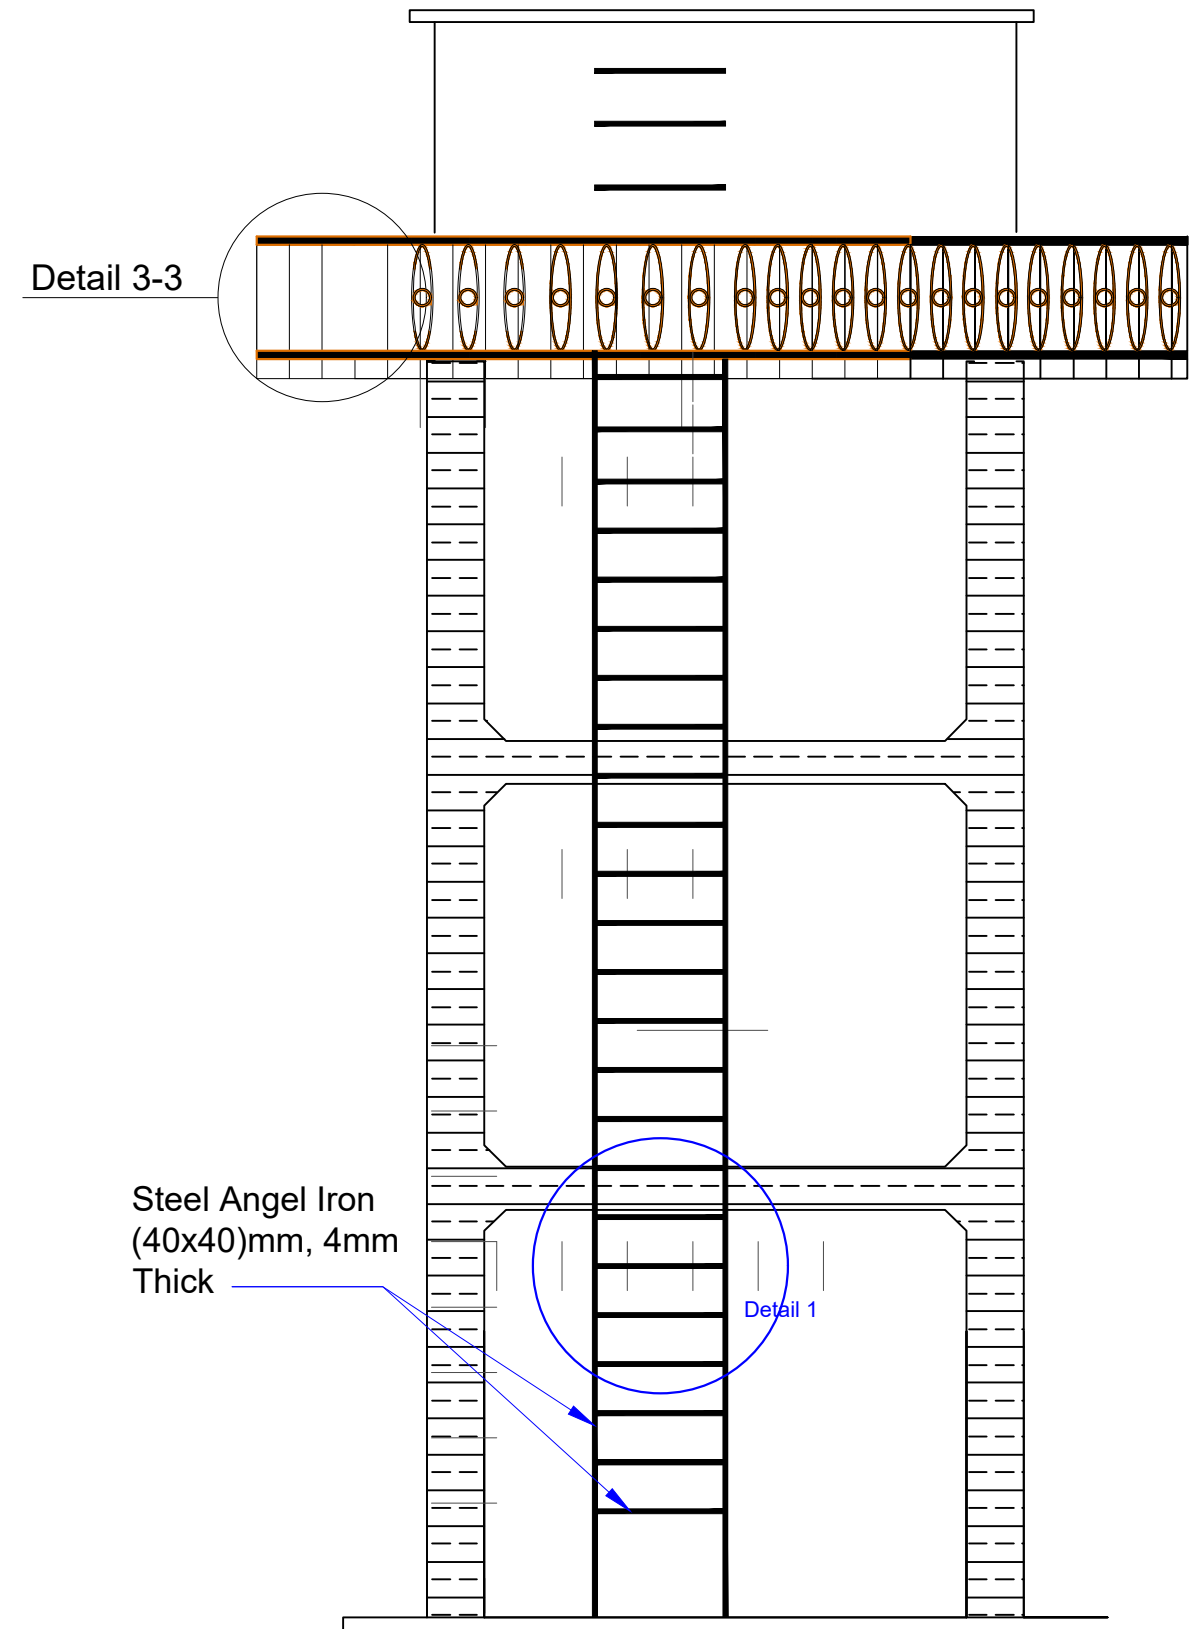 Detail 3-3
Steel Angel Iron
(40x40)mm, 4mm
Thick
Detail 1